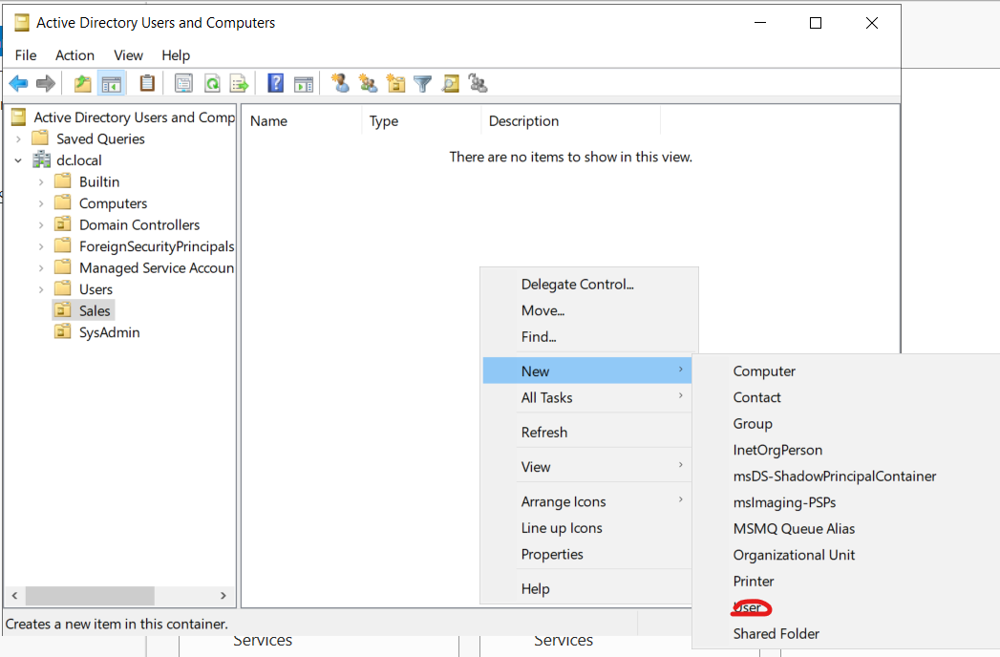 Active Directory Users and Computers
File Action View Help
Active Directory Users and Comp
Saved Queries
dc.local
Builtin
Computers
Domain Controllers
ForeignSecurityPrincipals
Managed Service Accoun
Users
Sales
SysAdmin
Name Type Description
There are no items to show in this view.
Delegate Control...
Move...
Find...
New
All Tasks
Refresh
View
Arrange Icons
Line up Icons
Properties
Help
Computer
Contact
Group
InetOrgPerson
msDS-ShadowPrincipalContainer
msImaging-PSPs
MSMQ Queue Alias
Organizational Unit
Printer
User
Shared Folder
Creates a new item in this container.
Services Services